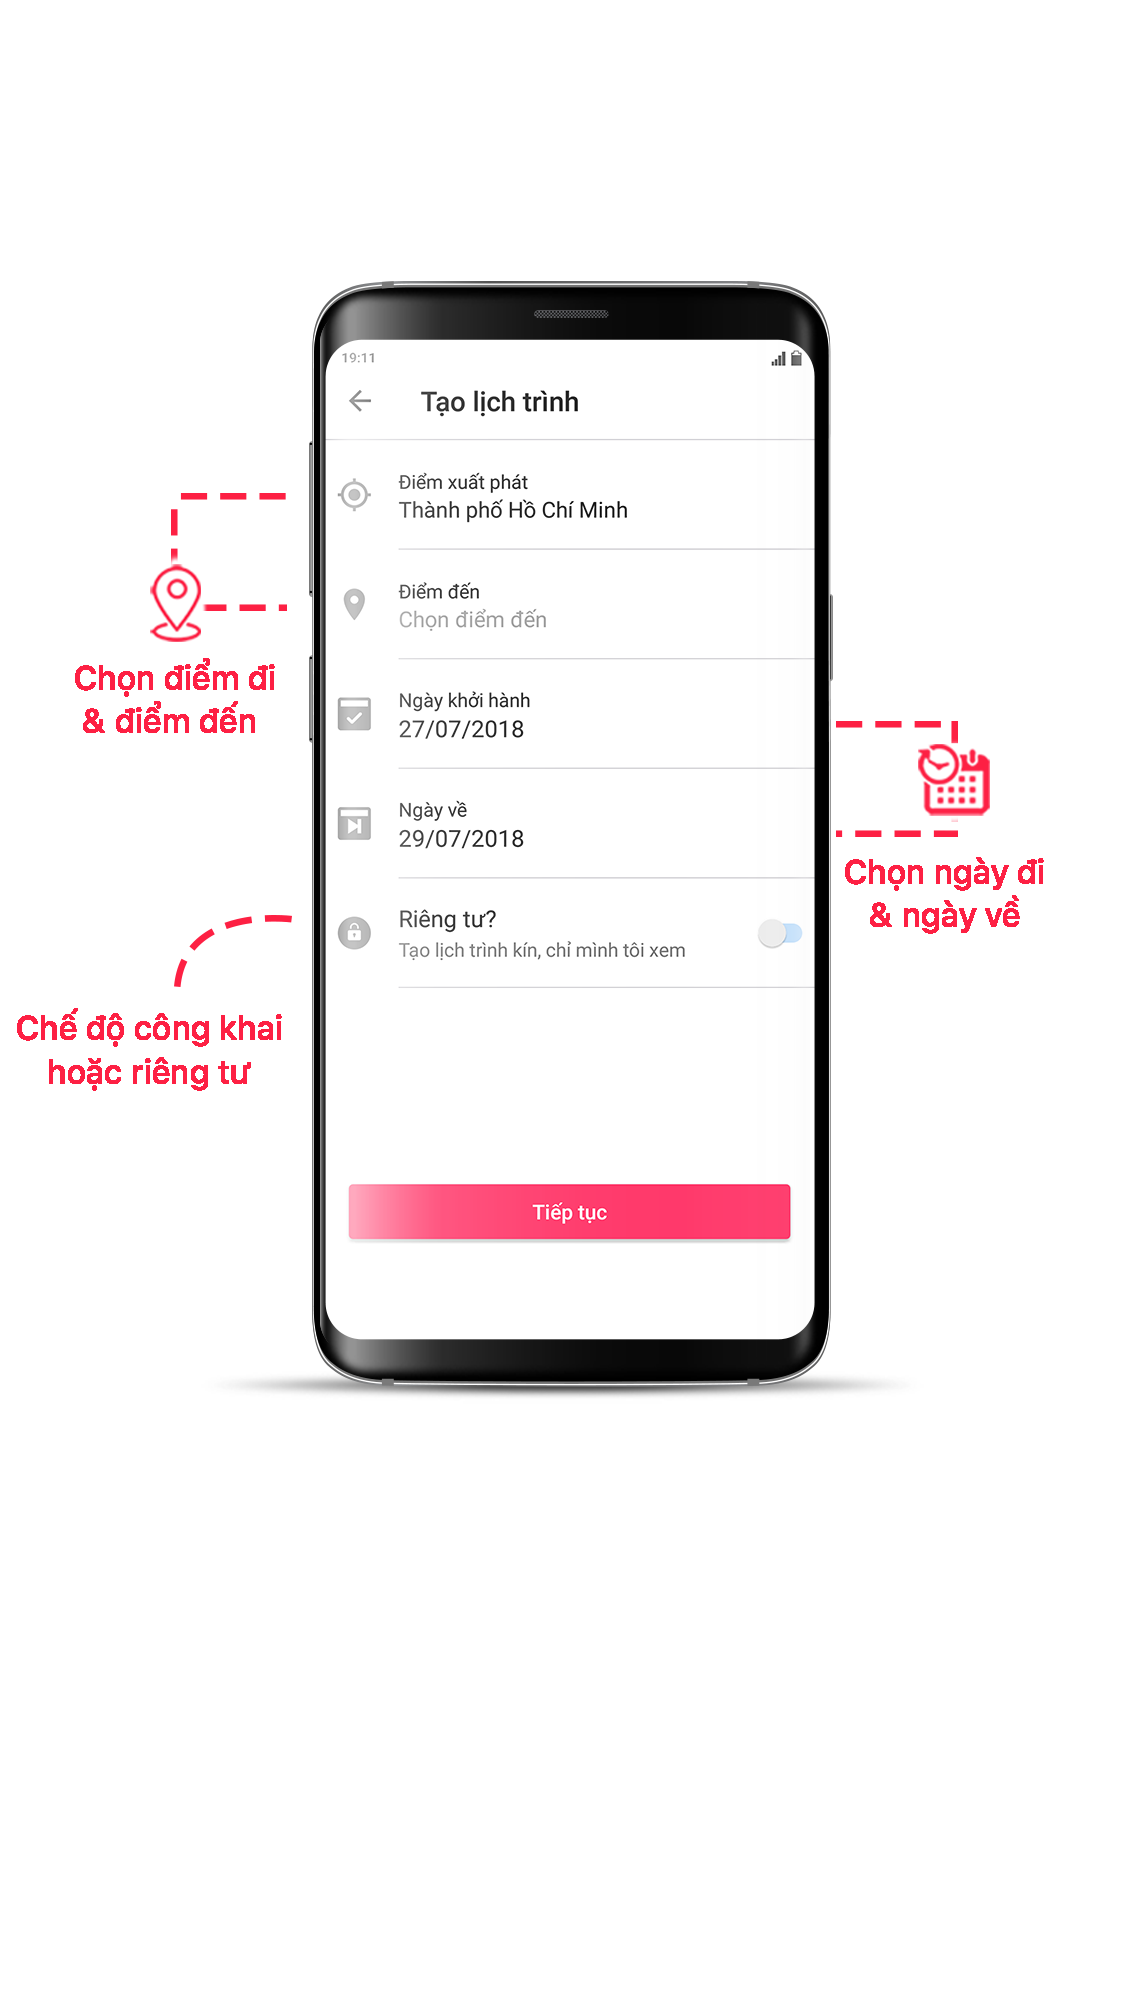 19:11
Tạo lịch trình
Điểm xuất phát
Thành phố Hồ Chí Minh
Điểm đến
Chọn điểm đến
Chọn điểm đi
& điểm đến
Ngày khởi hành
27/07/2018
Ngày về
29/07/2018
Chọn ngày đi
& ngày về
Riêng tư?
Tạo lịch trình kín, chỉ mình tôi xem
Chế độ công khai
hoặc riêng tư
Tiếp tục